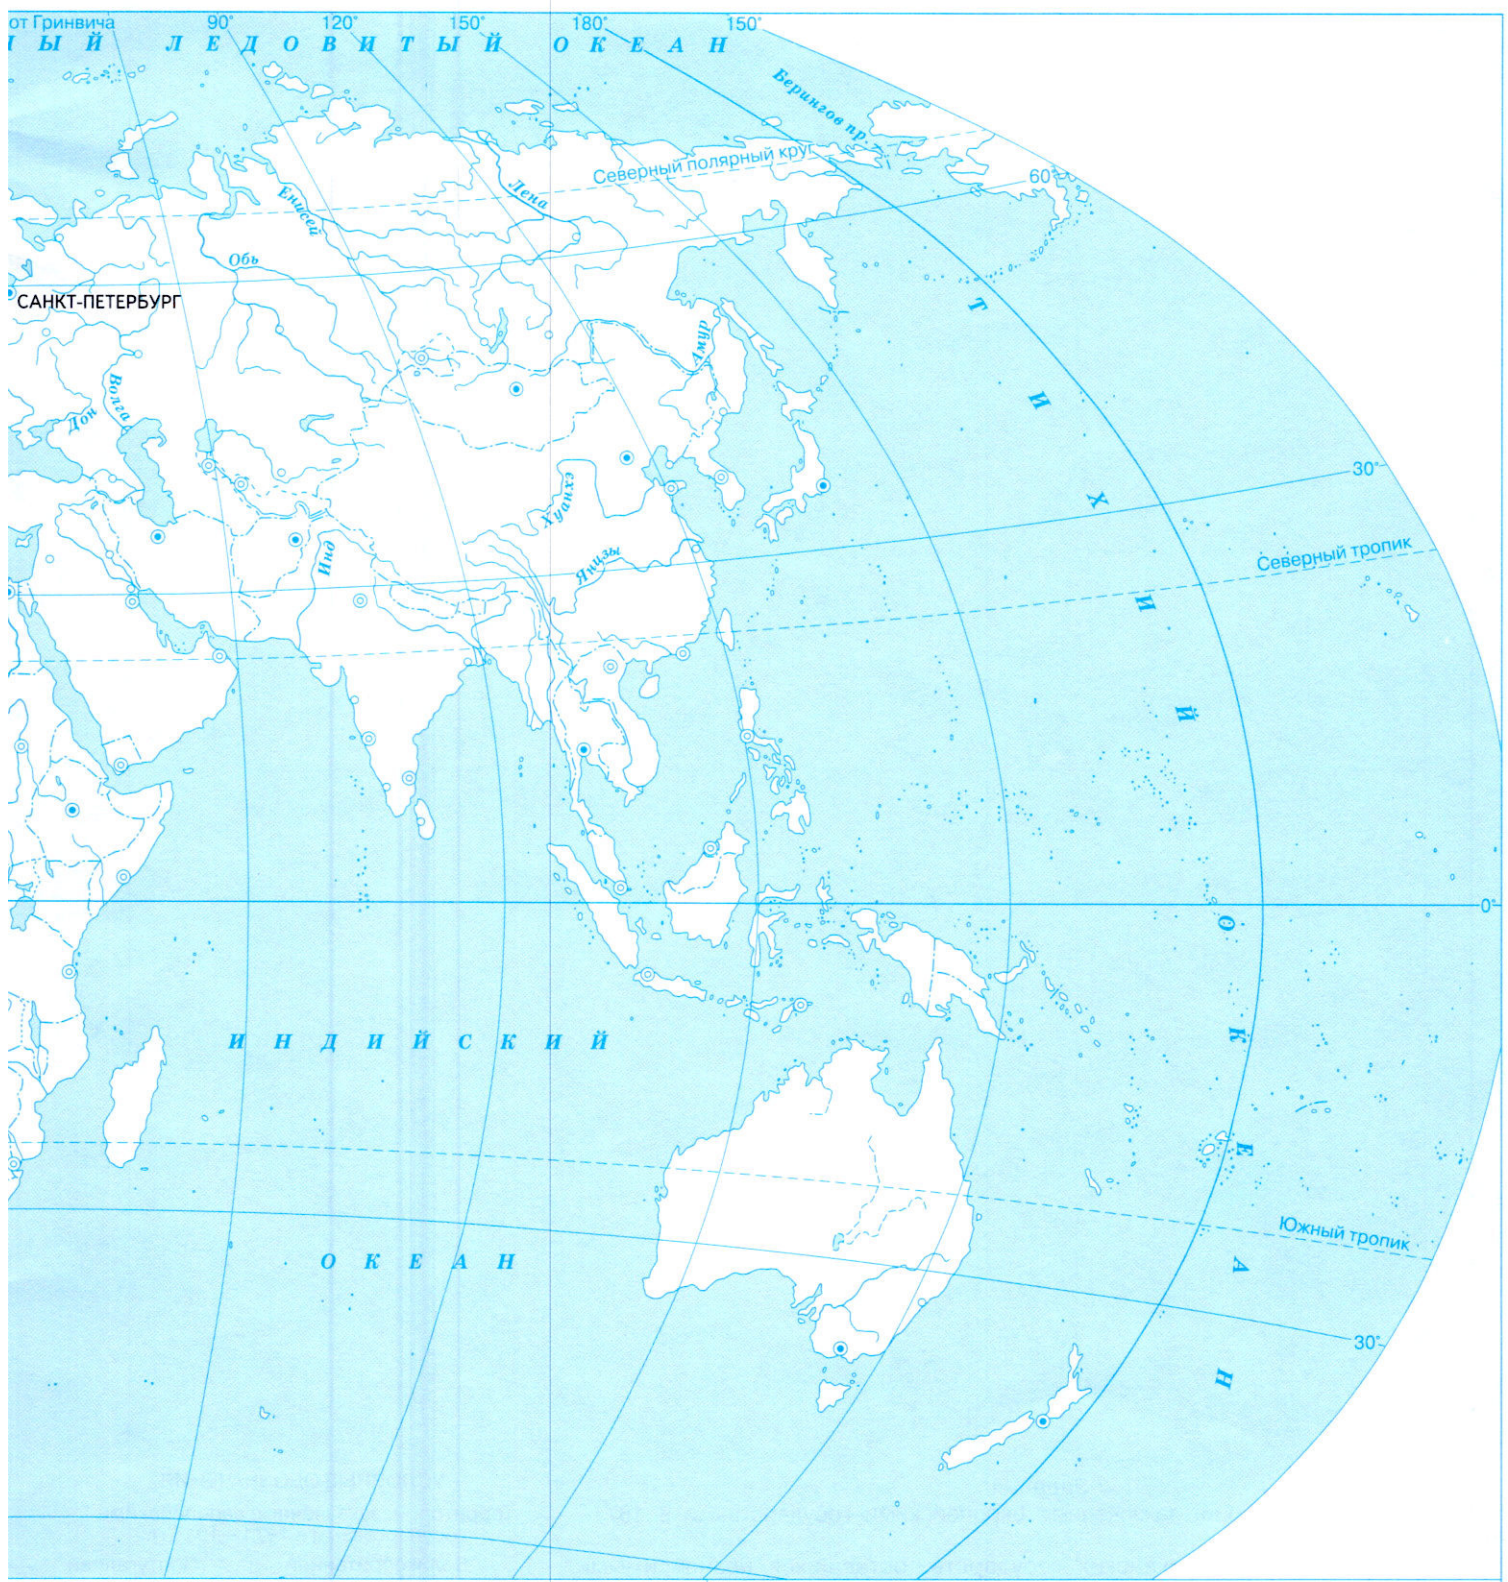 от Гринвича 90° 120° 150° 180° 150°
НЫЙ ЛЕДОВИТЫЙ ОКЕАН
Берингов пр.
Северный полярный круг
60°
Лена
Енисей
Обь
САНКТ-ПЕТЕРБУРГ
Амур
Волга
Дон
30°
Хуанхэ
Янцзы
Инд
Северный тропик
ТИХИЙ ОКЕАН
0°
ИНДИЙСКИЙ
ОКЕАН
Южный тропик
30°